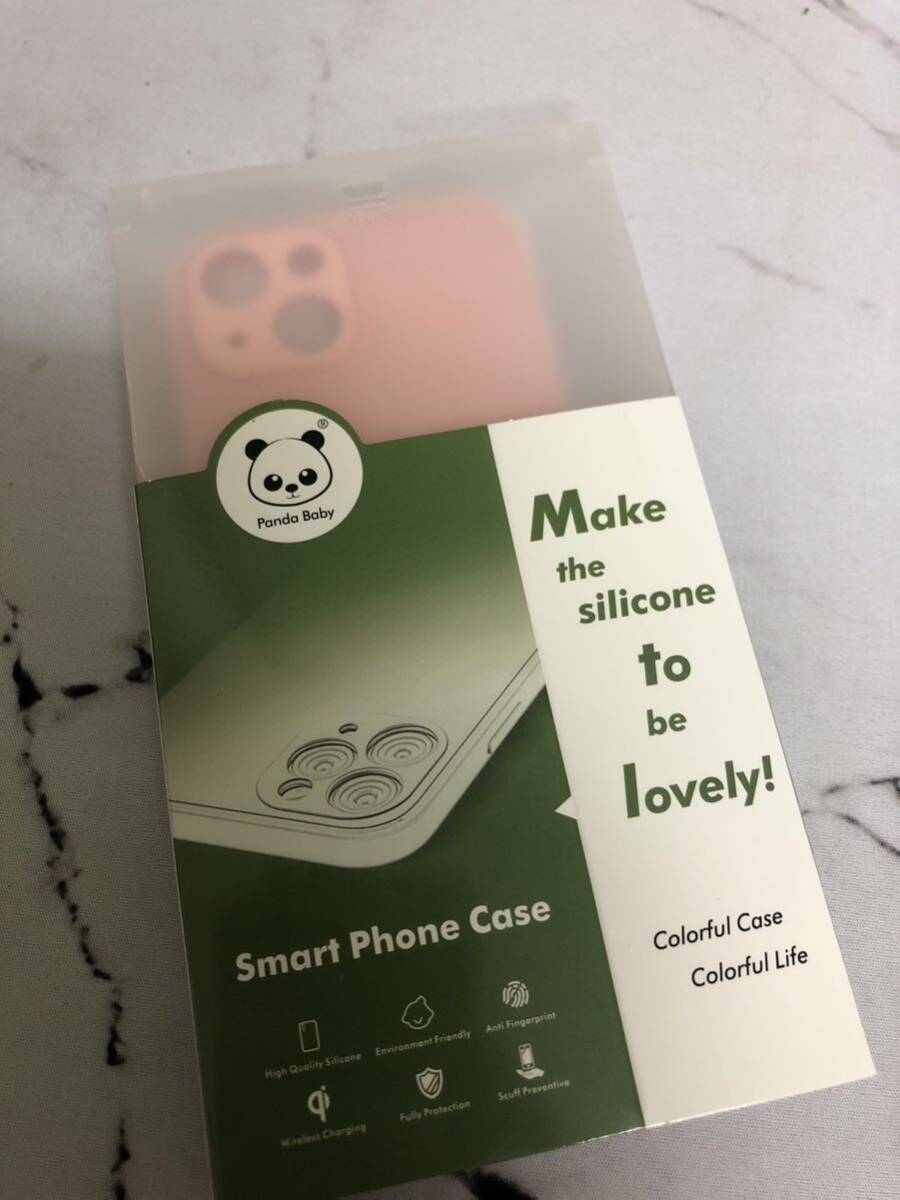 ®
Panda Baby
Make
the
silicone
to
be
lovely!
Smart Phone Case
High Quality Silicone
Environment Friendly
Anti Fingerprint
Wireless Charging
Fully Protection
Scuff Preventive
Colorful Case
Colorful Life